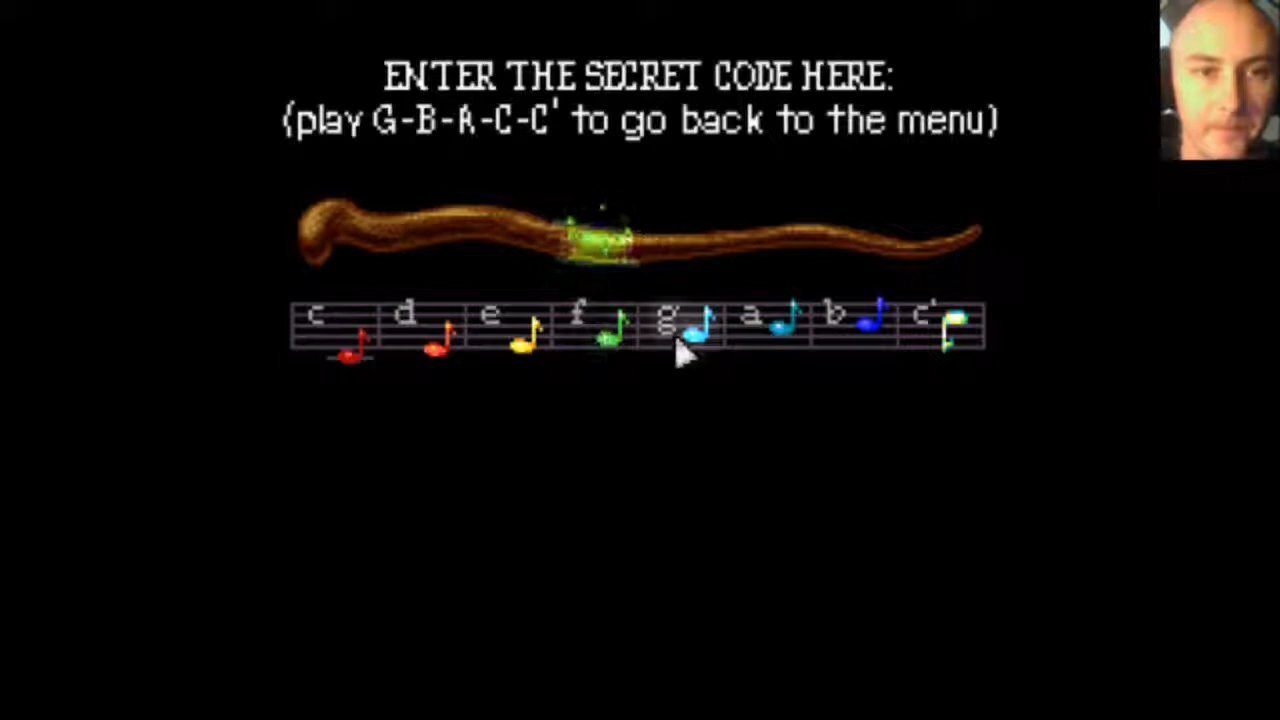 ENTER THE SECRET CODE HERE:
(play G-B-A-C-C' to go back to the menu)
c d e f g a b c'